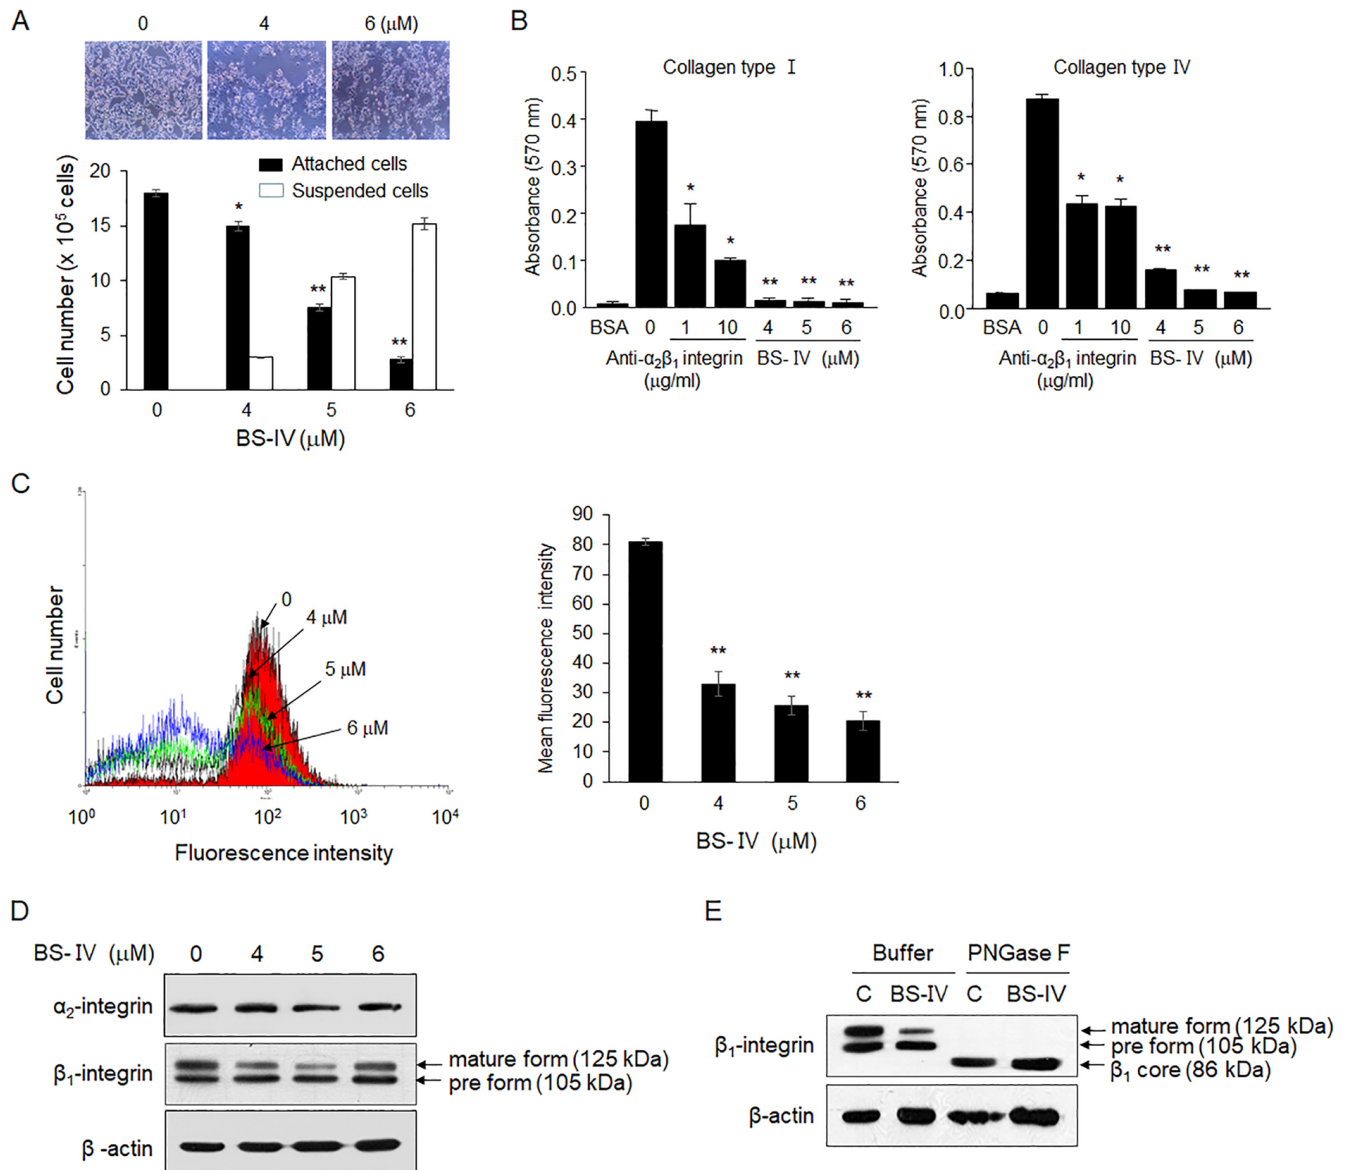 A
0 4 6 (μM)
Cell number (x 10⁵ cells)
20
15
10
5
0
Attached cells
Suspended cells
*
**
**
0 4 5 6
BS-IV (μM)
B
Collagen type I
Absorbance (570 nm)
0.5
0.4
0.3
0.2
0.1
0.0
*
*
** ** **
BSA 0 1 10 4 5 6
Anti-α₂β₁ integrin BS-IV (μM)
(μg/ml)
Collagen type IV
Absorbance (570 nm)
1.0
0.8
0.6
0.4
0.2
0.0
* *
** ** **
BSA 0 1 10 4 5 6
Anti-α₂β₁ integrin BS-IV (μM)
(μg/ml)
C
Cell number
0
4 μM
5 μM
6 μM
10⁰ 10¹ 10² 10³ 10⁴
Fluorescence intensity
Mean fluorescence intensity
90
80
70
60
50
40
30
20
10
0
** ** **
0 4 5 6
BS-IV (μM)
D
BS-IV (μM) 0 4 5 6
α₂-integrin
β₁-integrin
mature form (125 kDa)
pre form (105 kDa)
β-actin
E
Buffer PNGase F
C BS-IV C BS-IV
β₁-integrin
mature form (125 kDa)
pre form (105 kDa)
β₁ core (86 kDa)
β-actin